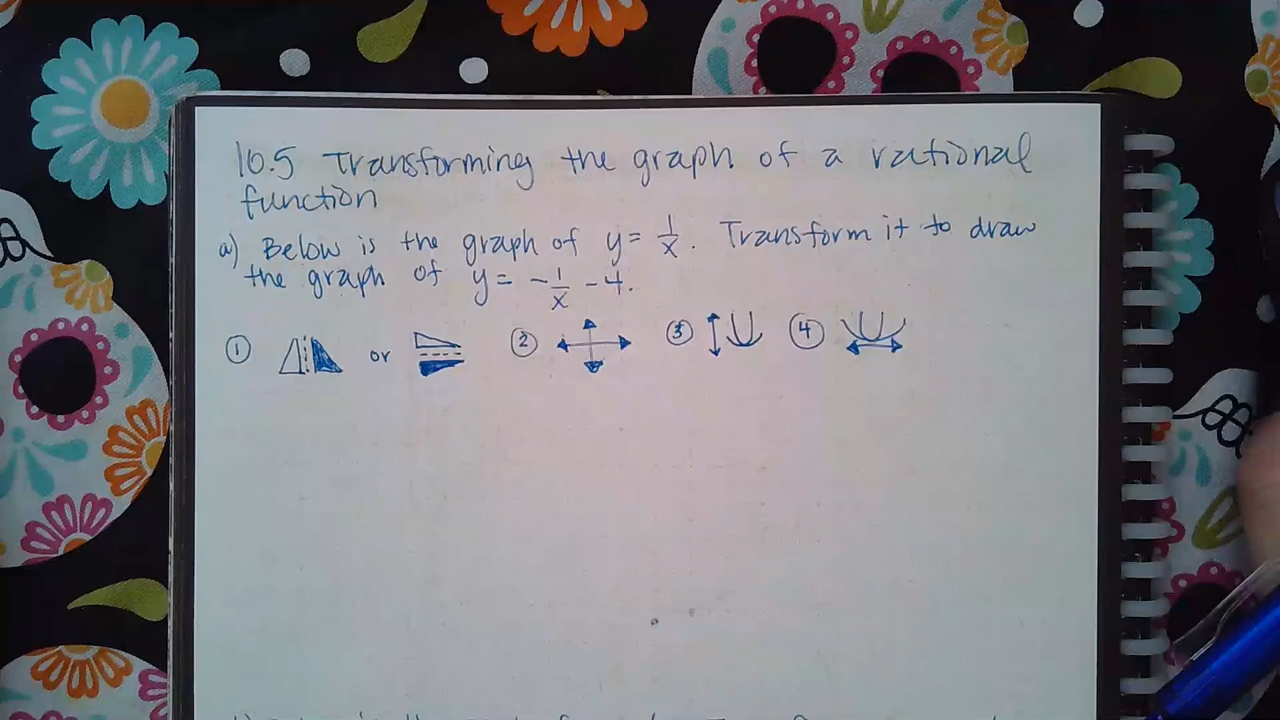 10.5 Transforming the graph of a rational
function
a) Below is the graph of y = 1/x. Transform it to draw
the graph of y = -1/x - 4.
① or ② ③ ④